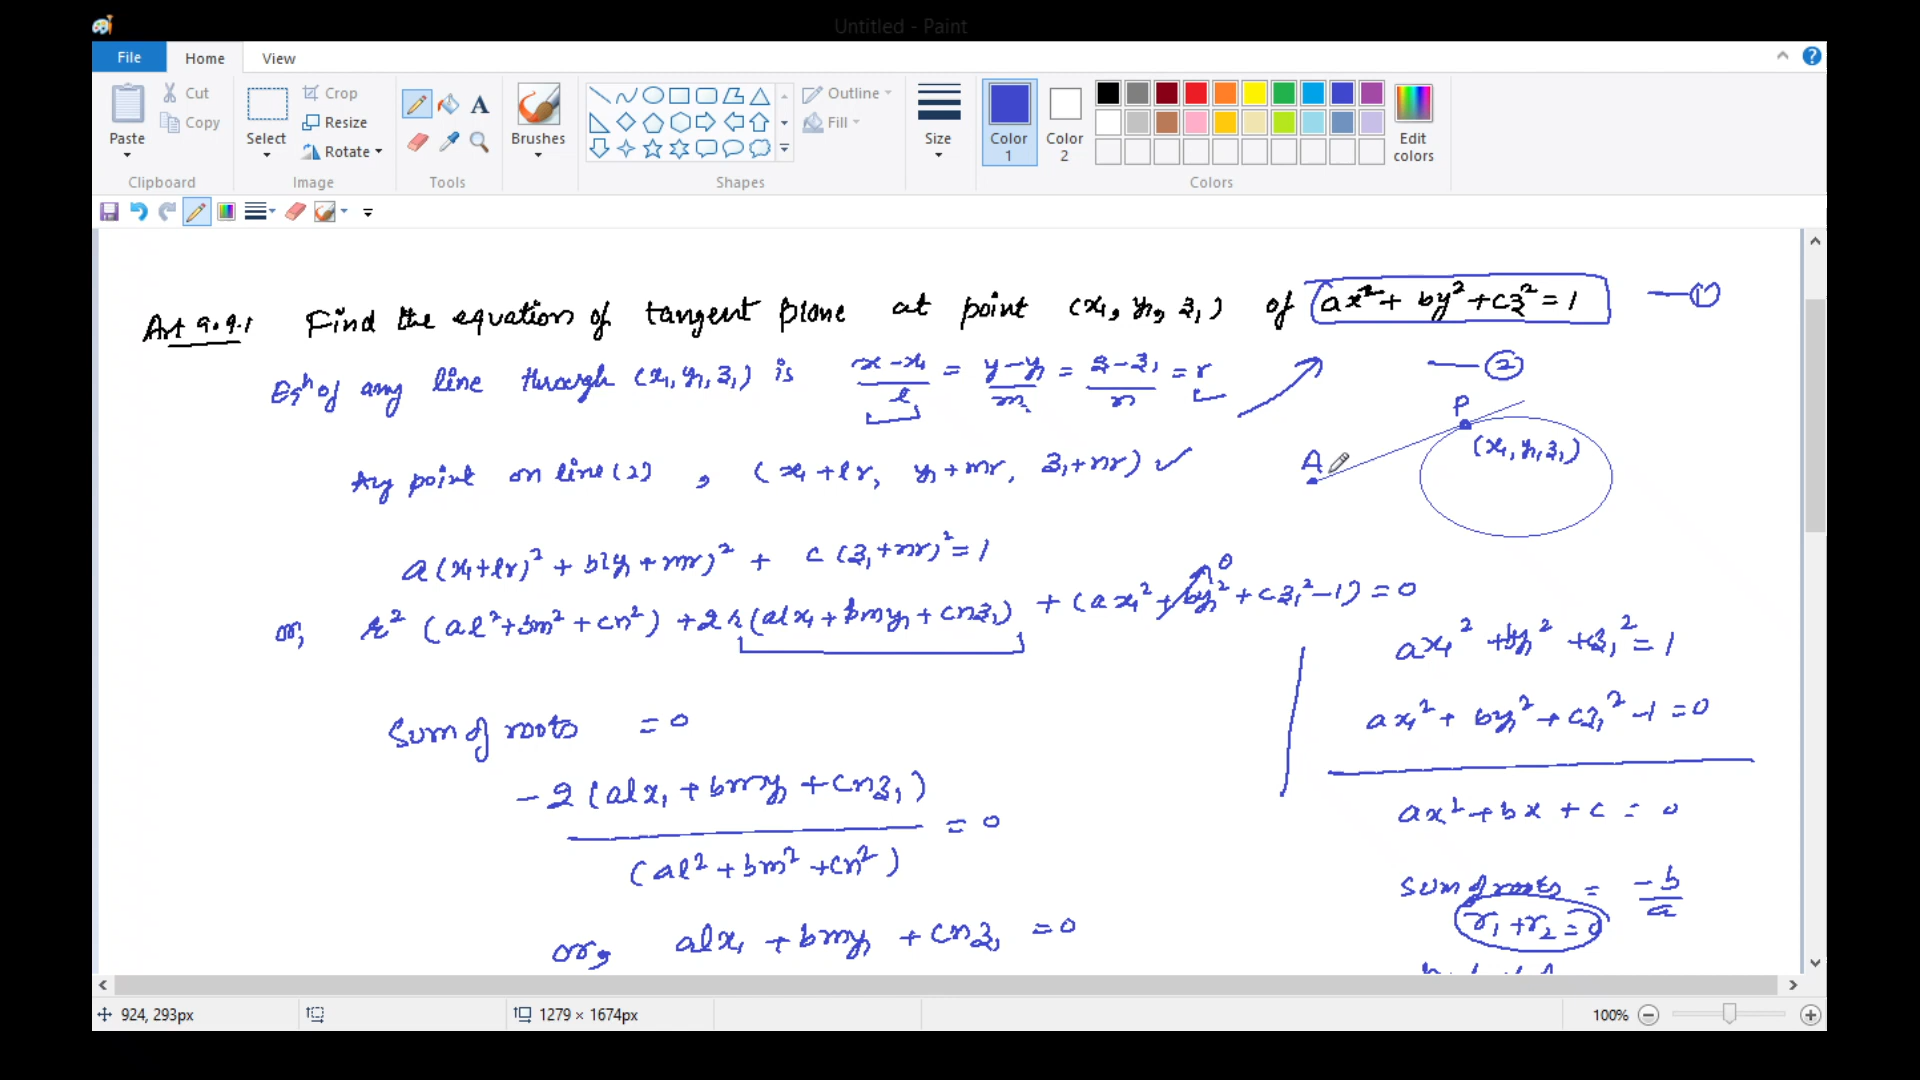 Untitled - Paint
File Home View
Paste Cut Copy Clipboard
Select Crop Resize Rotate Image
Tools
Brushes
Outline Fill Shapes
Size
Color 1 Color 2 Edit colors Colors
Art 9.9.1 Find the equation of tangent plane at point (x₁, y₁, z₁) of ax² + by² + cz² = 1 — ①
Eqⁿ of any line through (x₁, y₁, z₁) is (x - x₁)/l = (y - y₁)/m = (z - z₁)/n = r — ②
P
(x₁, y₁, z₁)
A
Any point on line (2), (x₁ + lr, y₁ + mr, z₁ + nr) ✓
a(x₁ + lr)² + b(y₁ + mr)² + c(z₁ + nr)² = 1
or, r² (al² + bm² + cn²) + 2r (alx₁ + bmy₁ + cnz₁) + (ax₁² + by₁² + cz₁² - 1) = 0
0
ax₁² + by₁² + cz₁² = 1
ax₁² + by₁² + cz₁² - 1 = 0
Sum of roots = 0
-2 (alx₁ + bmy₁ + cnz₁) / (al² + bm² + cn²) = 0
ax² + bx + c = 0
sum of roots = -b/a
r₁ + r₂ = 0
or, alx₁ + bmy₁ + cnz₁ = 0
924, 293px 1279 × 1674px 100%